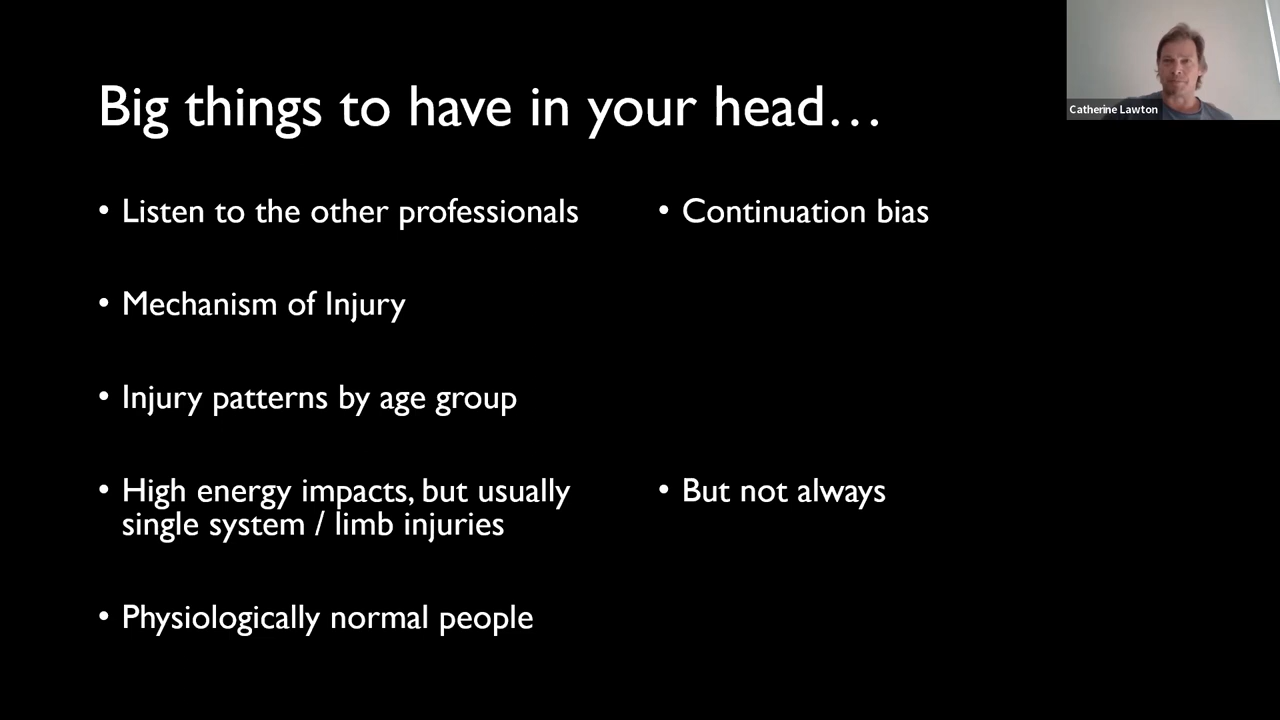 Big things to have in your head…
Catherine Lawton
• Listen to the other professionals
• Continuation bias
• Mechanism of Injury
• Injury patterns by age group
• High energy impacts, but usually
single system / limb injuries
• But not always
• Physiologically normal people